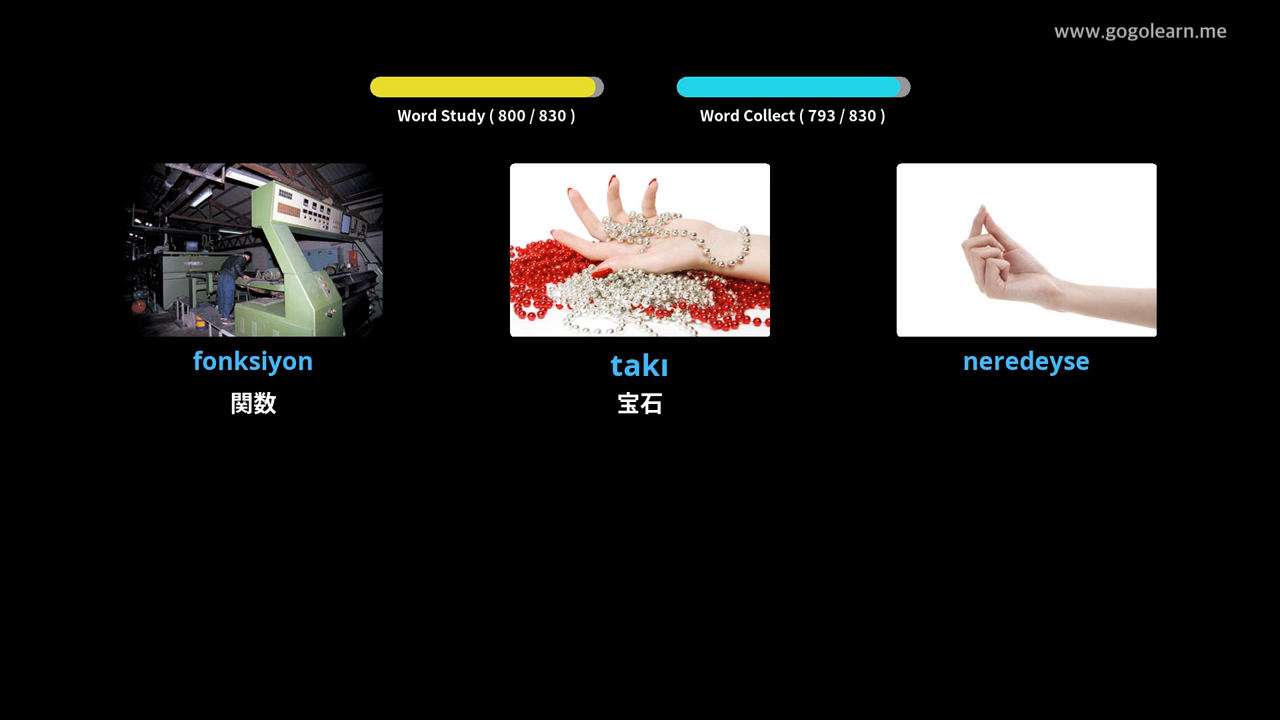 www.gogolearn.me
Word Study ( 800 / 830 )
Word Collect ( 793 / 830 )
fonksiyon
関数
takı
宝石
neredeyse